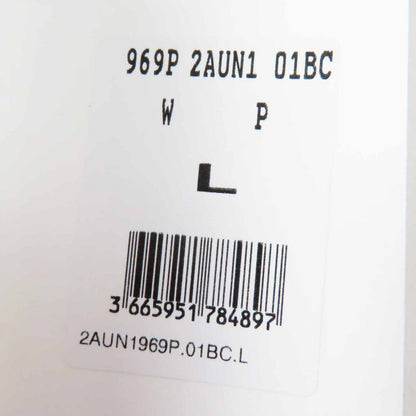 969P 2AUN1 01BC
W P
L
3 665951 784897
2AUN1969P.01BC.L